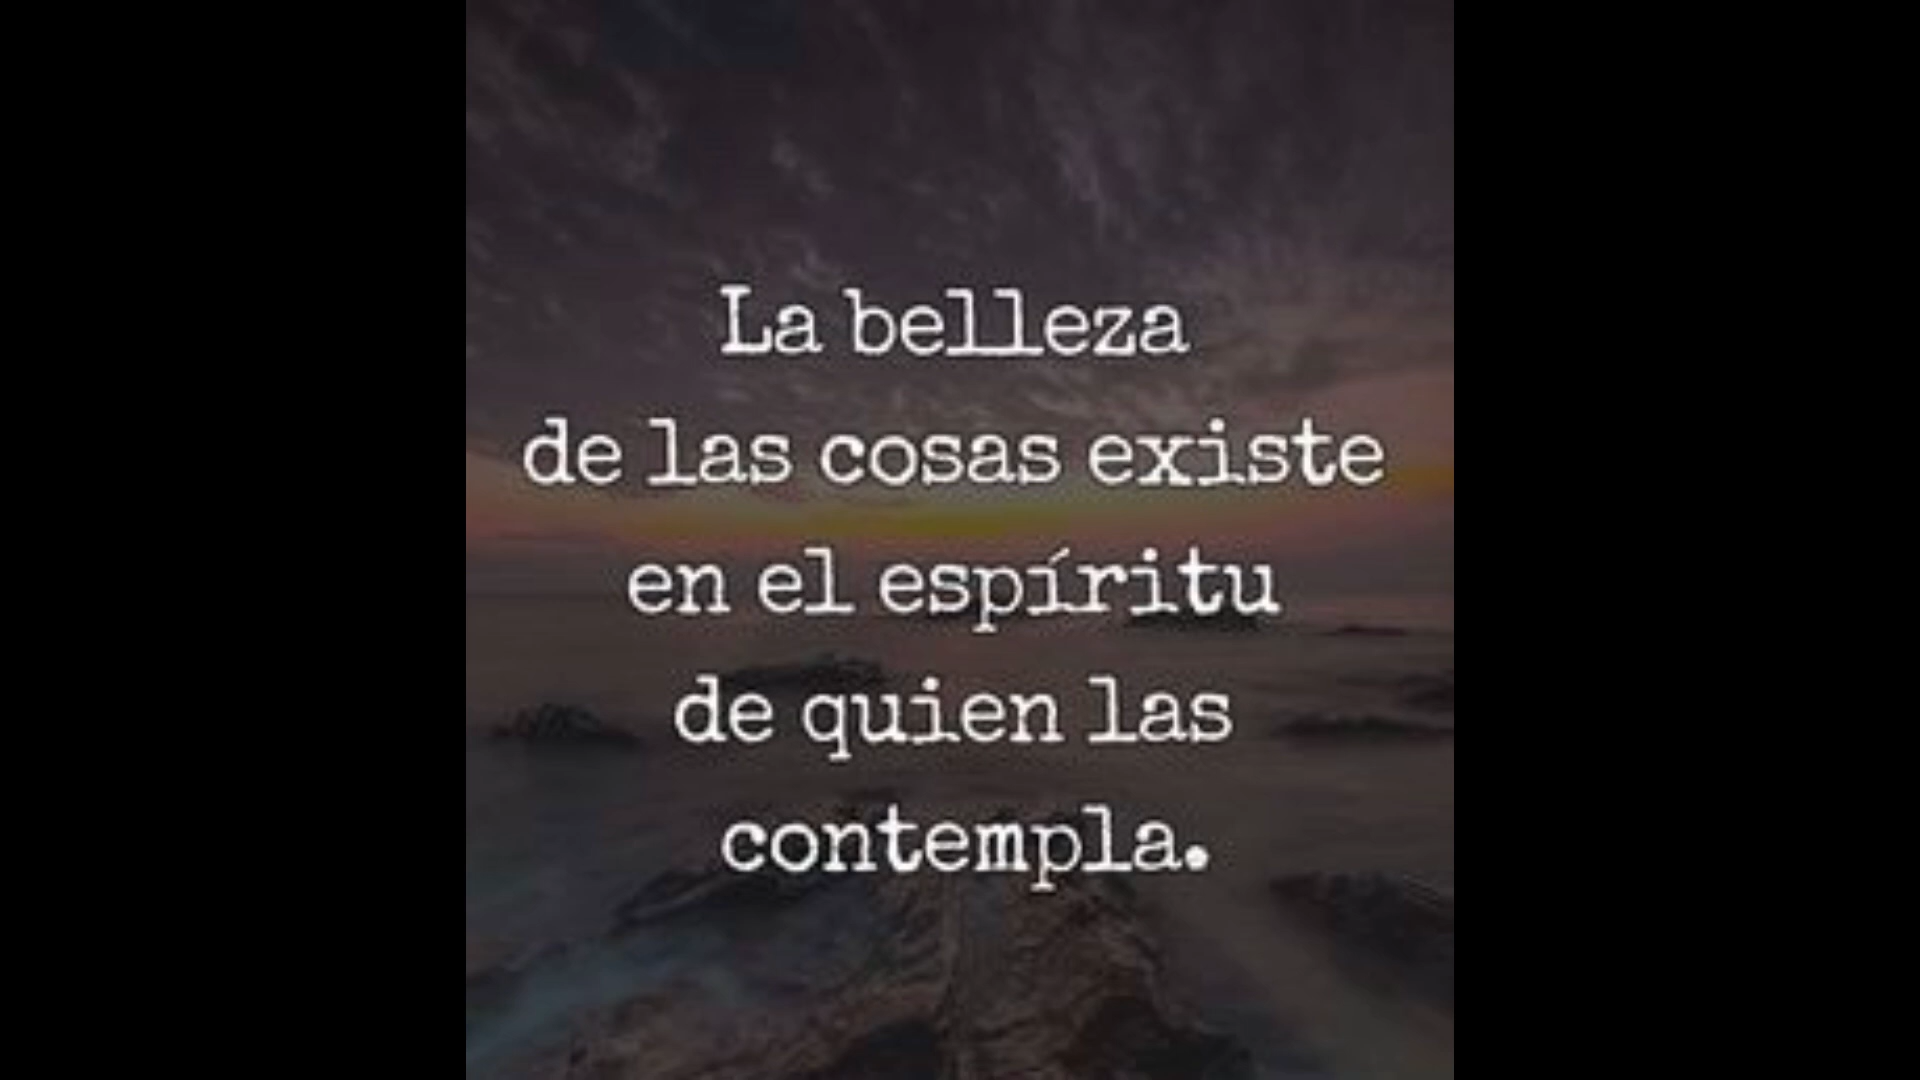 La belleza
de las cosas existe
en el espíritu
de quien las
contempla.